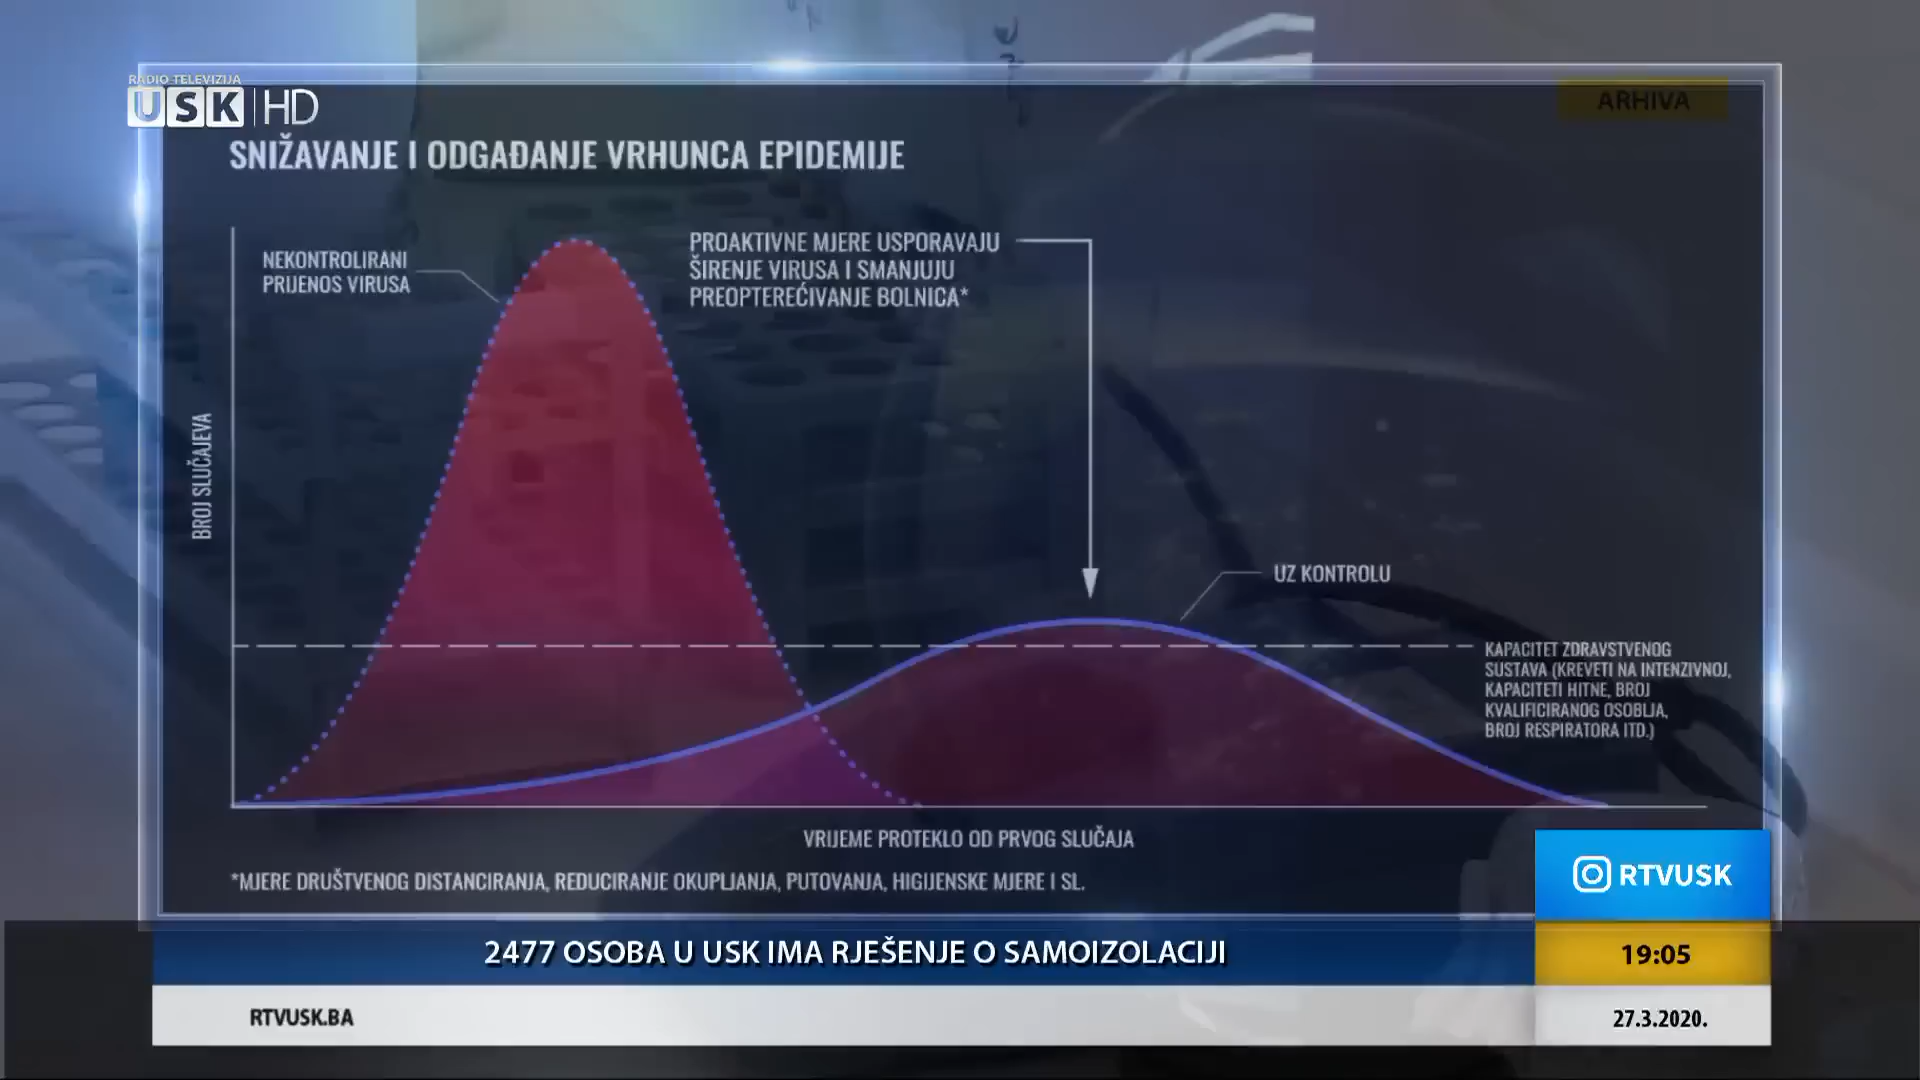 RADIO TELEVIZIJA
USK HD
ARHIVA
SNIŽAVANJE I ODGAĐANJE VRHUNCA EPIDEMIJE
NEKONTROLIRANI
PRIJENOS VIRUSA
PROAKTIVNE MJERE USPORAVAJU
ŠIRENJE VIRUSA I SMANJUJU
PREOPTEREĆIVANJE BOLNICA*
BROJ SLUČAJEVA
UZ KONTROLU
KAPACITET ZDRAVSTVENOG
SUSTAVA (KREVETI NA INTENZIVNOJ,
KAPACITETI HITNE, BROJ
KVALIFICIRANOG OSOBLJA,
BROJ RESPIRATORA ITD.)
VRIJEME PROTEKLO OD PRVOG SLUČAJA
*MJERE DRUŠTVENOG DISTANCIRANJA, REDUCIRANJE OKUPLJANJA, PUTOVANJA, HIGIJENSKE MJERE I SL.
RTVUSK
2477 OSOBA U USK IMA RJEŠENJE O SAMOIZOLACIJI
19:05
RTVUSK.BA
27.3.2020.